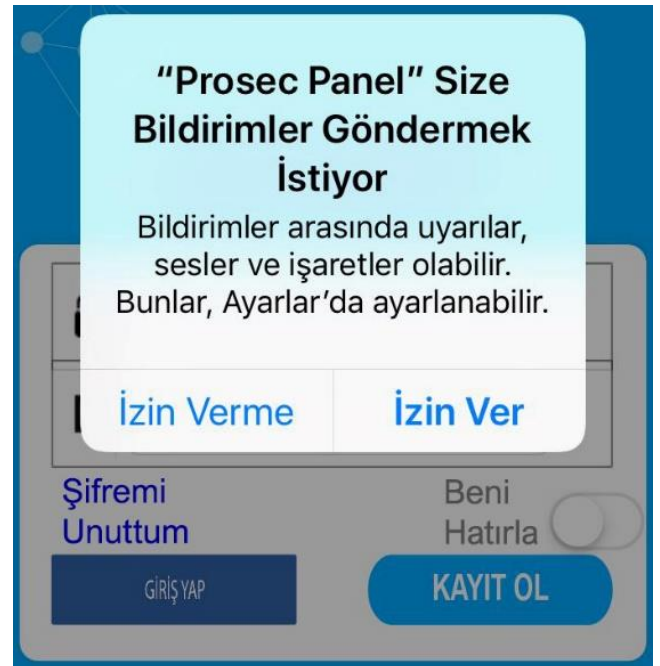 “Prosec Panel” Size
Bildirimler Göndermek
İstiyor
Bildirimler arasında uyarılar,
sesler ve işaretler olabilir.
Bunlar, Ayarlar’da ayarlanabilir.
İzin Verme İzin Ver
Şifremi Beni
Unuttum Hatırla
GİRİŞ YAP KAYIT OL